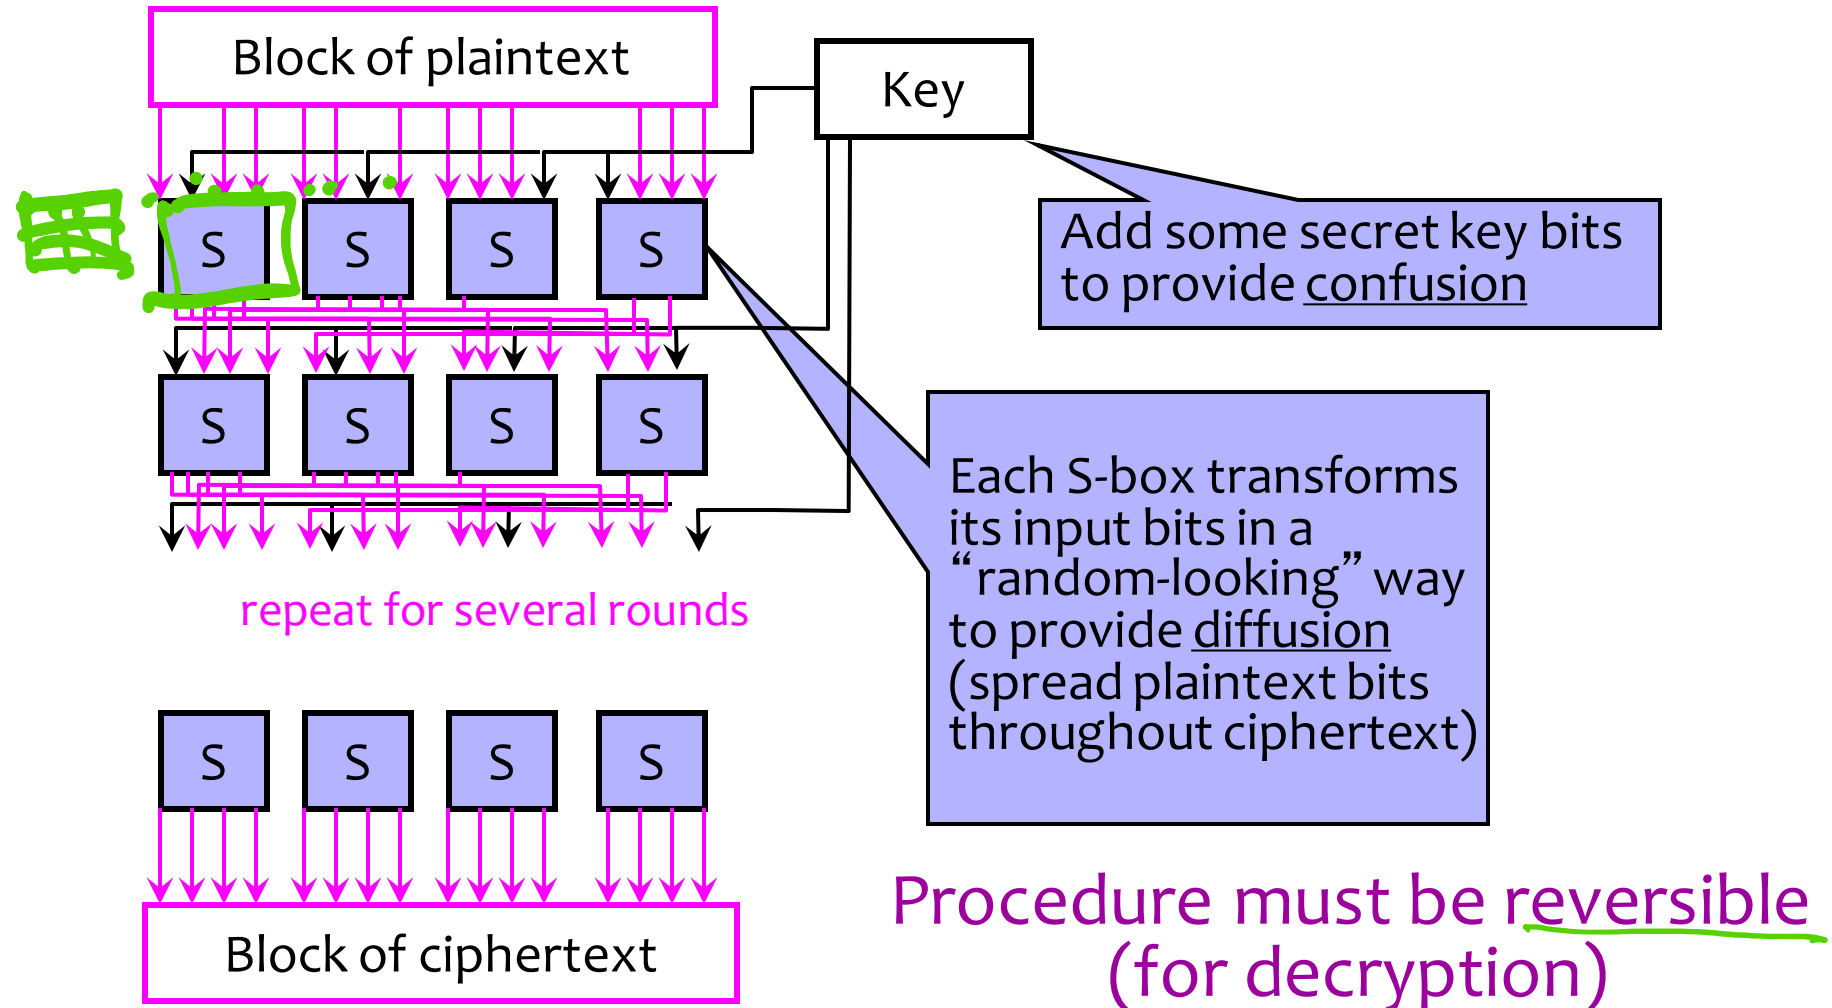 Block of plaintext
Key
S S S S
Add some secret key bits
to provide confusion
S S S S
Each S-box transforms
its input bits in a
“random-looking” way
to provide diffusion
(spread plaintext bits
throughout ciphertext)
repeat for several rounds
S S S S
Block of ciphertext
Procedure must be reversible
(for decryption)